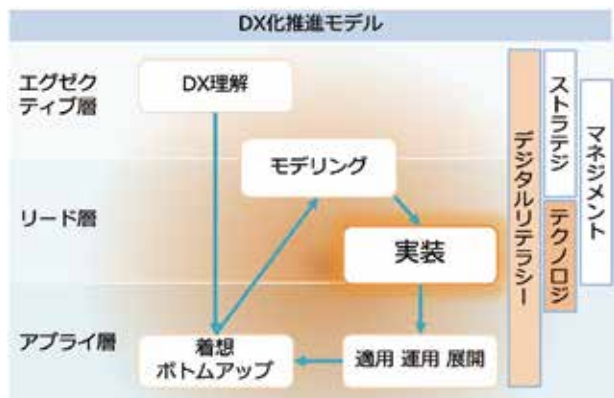 DX化推進モデル
エグゼク
ティブ層
DX理解
モデリング
リード層
実装
アプライ層
着想
ボトムアップ
適用 運用 展開
デジタルリテラシー
ストラテジ
テクノロジ
マネジメント